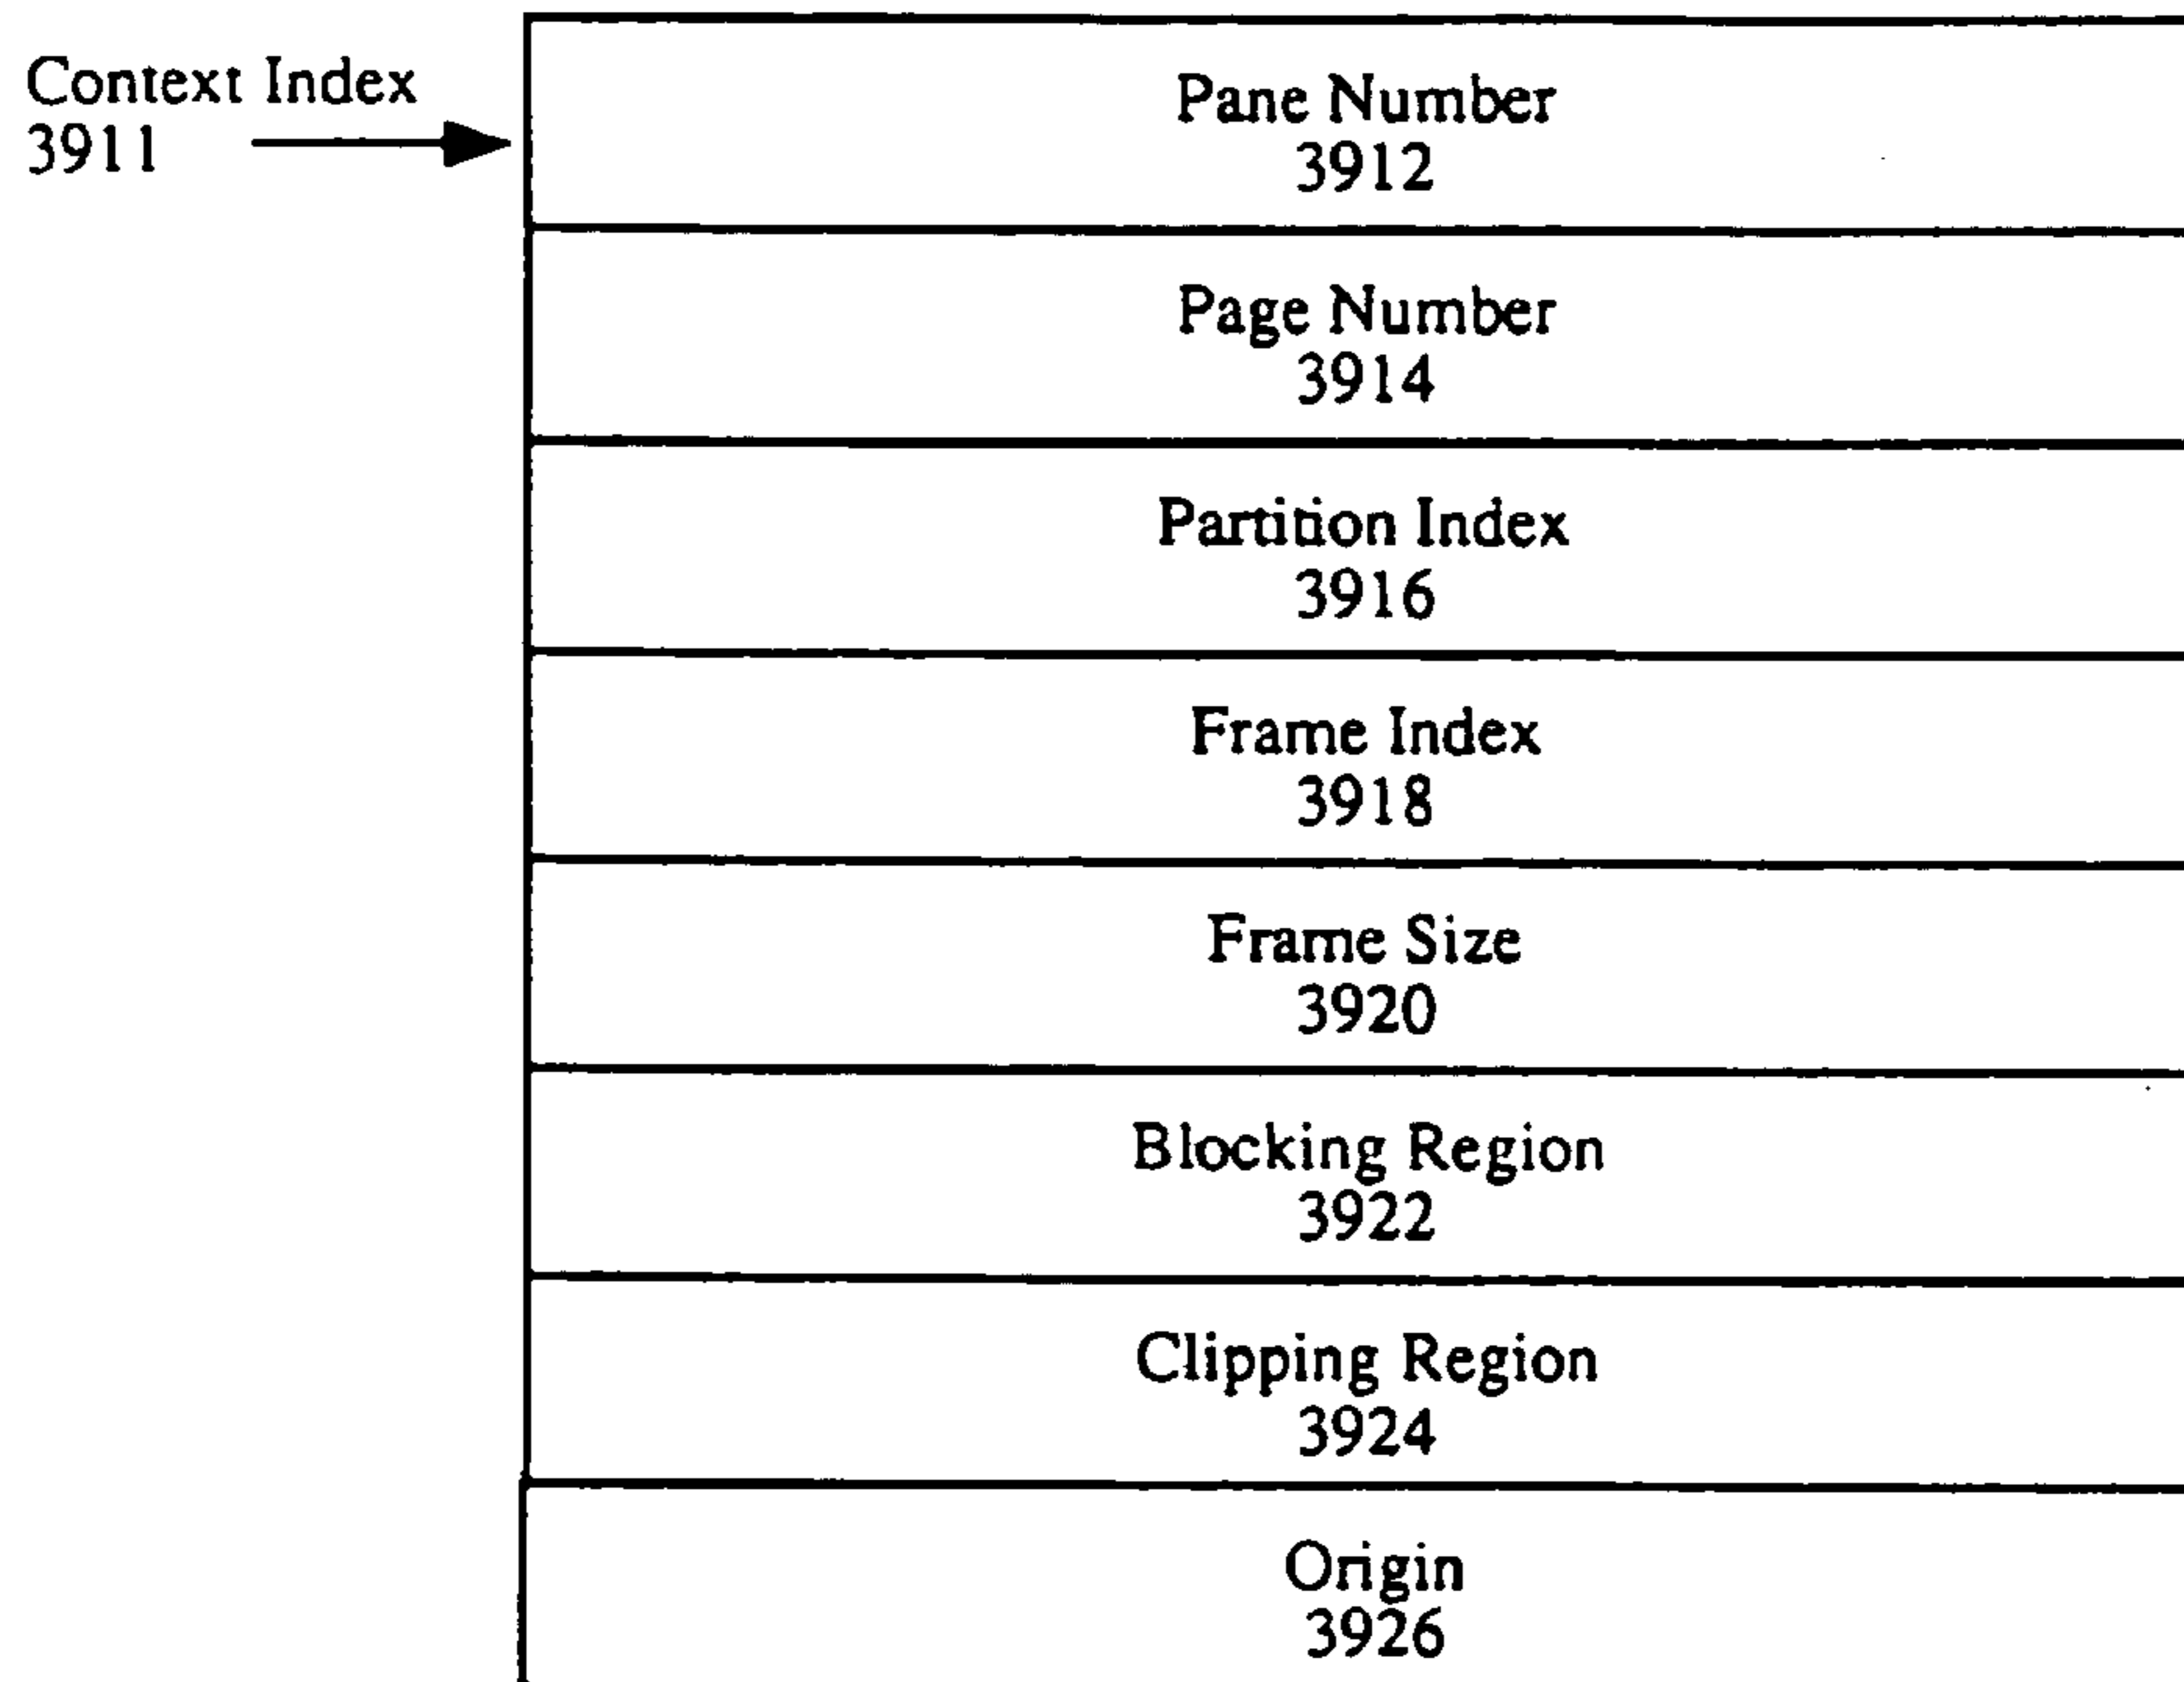 Context Index
3911
Pane Number
3912
Page Number
3914
Partition Index
3916
Frame Index
3918
Frame Size
3920
Blocking Region
3922
Clipping Region
3924
Origin
3926